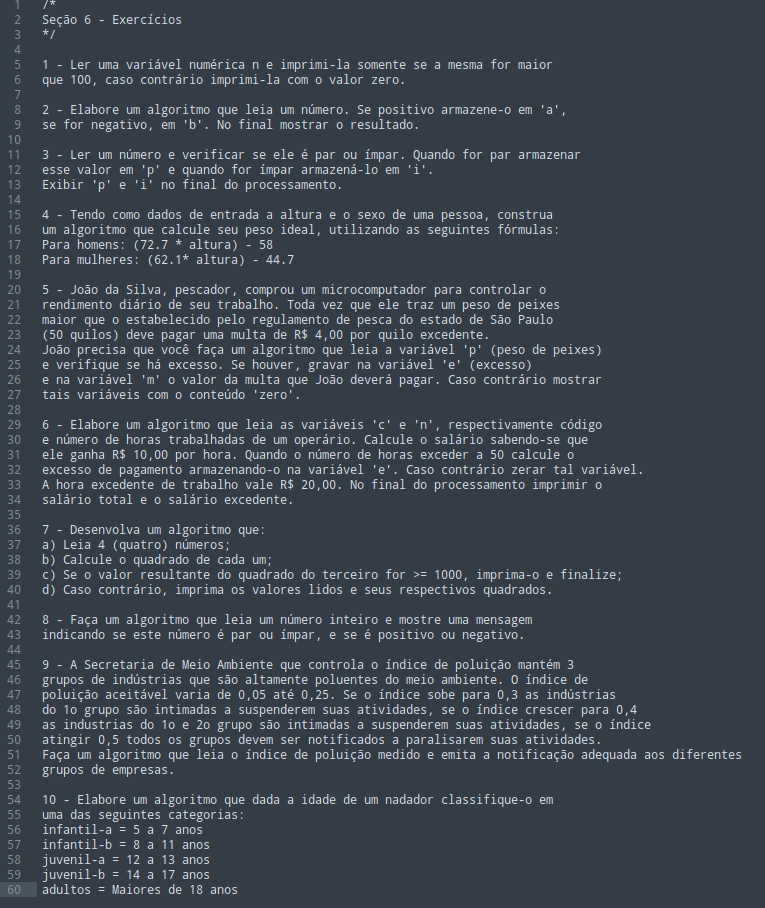 1 /*
2 Seção 6 - Exercícios
3 */
4
5 1 - Ler uma variável numérica n e imprimi-la somente se a mesma for maior
6 que 100, caso contrário imprimi-la com o valor zero.
7
8 2 - Elabore um algoritmo que leia um número. Se positivo armazene-o em 'a',
9 se for negativo, em 'b'. No final mostrar o resultado.
10
11 3 - Ler um número e verificar se ele é par ou ímpar. Quando for par armazenar
12 esse valor em 'p' e quando for ímpar armazená-lo em 'i'.
13 Exibir 'p' e 'i' no final do processamento.
14
15 4 - Tendo como dados de entrada a altura e o sexo de uma pessoa, construa
16 um algoritmo que calcule seu peso ideal, utilizando as seguintes fórmulas:
17 Para homens: (72.7 * altura) - 58
18 Para mulheres: (62.1* altura) - 44.7
19
20 5 - João da Silva, pescador, comprou um microcomputador para controlar o
21 rendimento diário de seu trabalho. Toda vez que ele traz um peso de peixes
22 maior que o estabelecido pelo regulamento de pesca do estado de São Paulo
23 (50 quilos) deve pagar uma multa de R$ 4,00 por quilo excedente.
24 João precisa que você faça um algoritmo que leia a variável 'p' (peso de peixes)
25 e verifique se há excesso. Se houver, gravar na variável 'e' (excesso)
26 e na variável 'm' o valor da multa que João deverá pagar. Caso contrário mostrar
27 tais variáveis com o conteúdo 'zero'.
28
29 6 - Elabore um algoritmo que leia as variáveis 'c' e 'n', respectivamente código
30 e número de horas trabalhadas de um operário. Calcule o salário sabendo-se que
31 ele ganha R$ 10,00 por hora. Quando o número de horas exceder a 50 calcule o
32 excesso de pagamento armazenando-o na variável 'e'. Caso contrário zerar tal variável.
33 A hora excedente de trabalho vale R$ 20,00. No final do processamento imprimir o
34 salário total e o salário excedente.
35
36 7 - Desenvolva um algoritmo que:
37 a) Leia 4 (quatro) números;
38 b) Calcule o quadrado de cada um;
39 c) Se o valor resultante do quadrado do terceiro for >= 1000, imprima-o e finalize;
40 d) Caso contrário, imprima os valores lidos e seus respectivos quadrados.
41
42 8 - Faça um algoritmo que leia um número inteiro e mostre uma mensagem
43 indicando se este número é par ou ímpar, e se é positivo ou negativo.
44
45 9 - A Secretaria de Meio Ambiente que controla o índice de poluição mantém 3
46 grupos de indústrias que são altamente poluentes do meio ambiente. O índice de
47 poluição aceitável varia de 0,05 até 0,25. Se o índice sobe para 0,3 as indústrias
48 do 1o grupo são intimadas a suspenderem suas atividades, se o índice crescer para 0,4
49 as industrias do 1o e 2o grupo são intimadas a suspenderem suas atividades, se o índice
50 atingir 0,5 todos os grupos devem ser notificados a paralisarem suas atividades.
51 Faça um algoritmo que leia o índice de poluição medido e emita a notificação adequada aos diferentes
52 grupos de empresas.
53
54 10 - Elabore um algoritmo que dada a idade de um nadador classifique-o em
55 uma das seguintes categorias:
56 infantil-a = 5 a 7 anos
57 infantil-b = 8 a 11 anos
58 juvenil-a = 12 a 13 anos
59 juvenil-b = 14 a 17 anos
60 adultos = Maiores de 18 anos